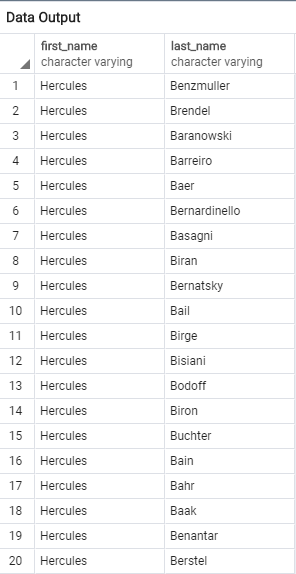 Data Output
first_name last_name
character varying character varying
1 Hercules Benzmuller
2 Hercules Brendel
3 Hercules Baranowski
4 Hercules Barreiro
5 Hercules Baer
6 Hercules Bernardinello
7 Hercules Basagni
8 Hercules Biran
9 Hercules Bernatsky
10 Hercules Bail
11 Hercules Birge
12 Hercules Bisiani
13 Hercules Bodoff
14 Hercules Biron
15 Hercules Buchter
16 Hercules Bain
17 Hercules Bahr
18 Hercules Baak
19 Hercules Benantar
20 Hercules Berstel